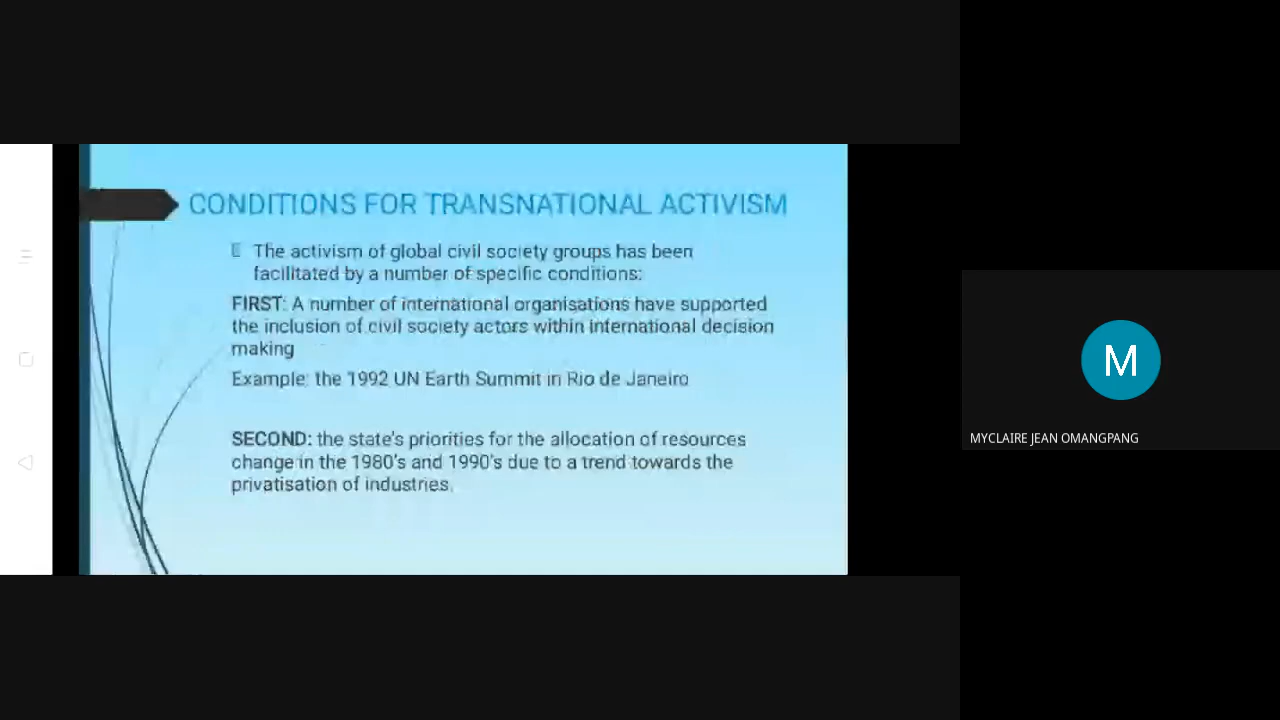 CONDITIONS FOR TRANSNATIONAL ACTIVISM
The activism of global civil society groups has been
facilitated by a number of specific conditions:
FIRST: A number of international organisations have supported
the inclusion of civil society actors within international decision
making
Example: the 1992 UN Earth Summit in Rio de Janeiro
SECOND: the state's priorities for the allocation of resources
change in the 1980's and 1990's due to a trend towards the
privatisation of industries.
M
MYCLAIRE JEAN OMANGPANG